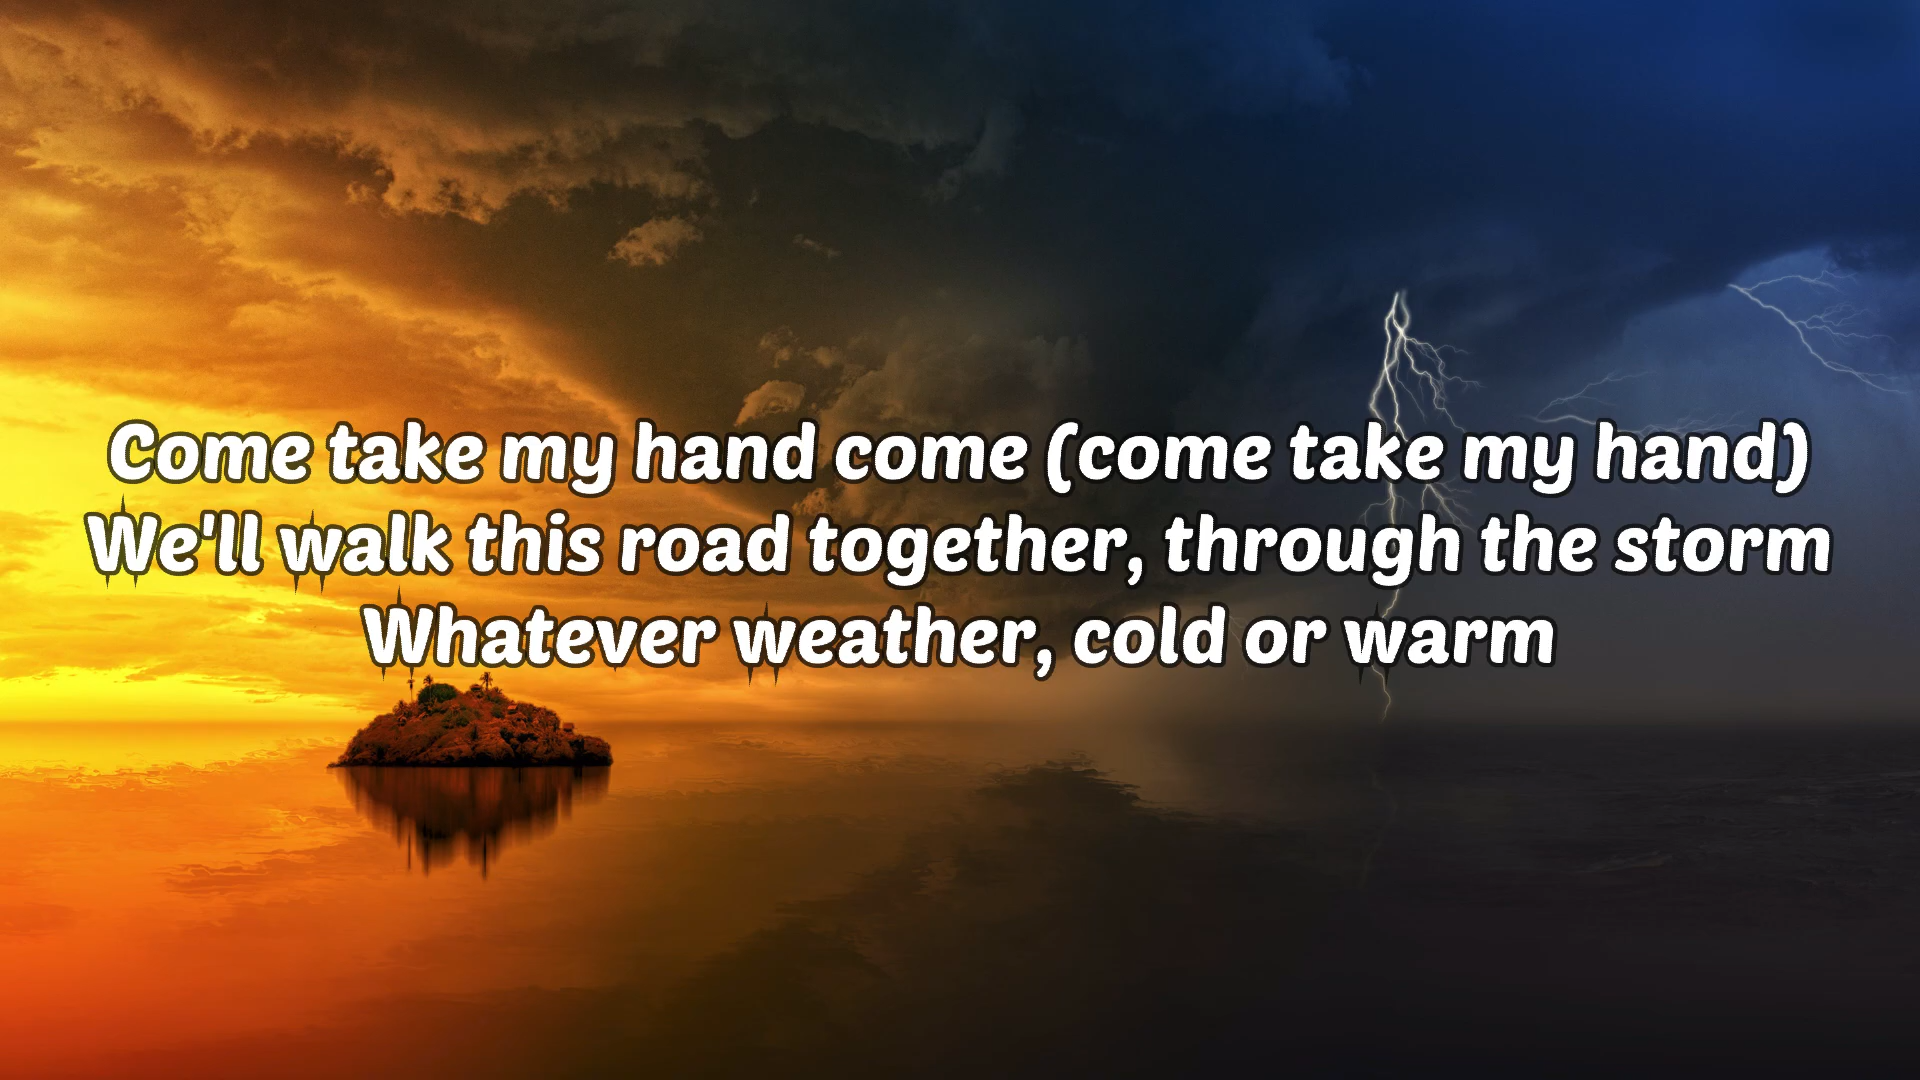 Come take my hand come (come take my hand)
We'll walk this road together, through the storm
Whatever weather, cold or warm